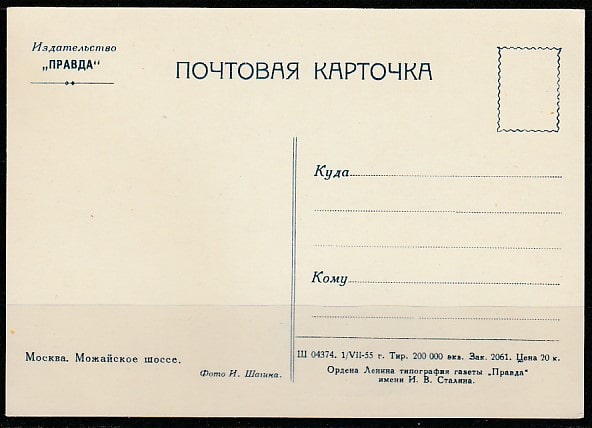 Издательство
„ПРАВДА“
ПОЧТОВАЯ КАРТОЧКА
Куда
Кому
Москва. Можайское шоссе.
Фото И. Шагина.
Ш 04374. 1/VII-55 г. Тир. 200 000 экз. Зак. 2061. Цена 20 к.
Ордена Ленина типография газеты „Правда“
имени И. В. Сталина.